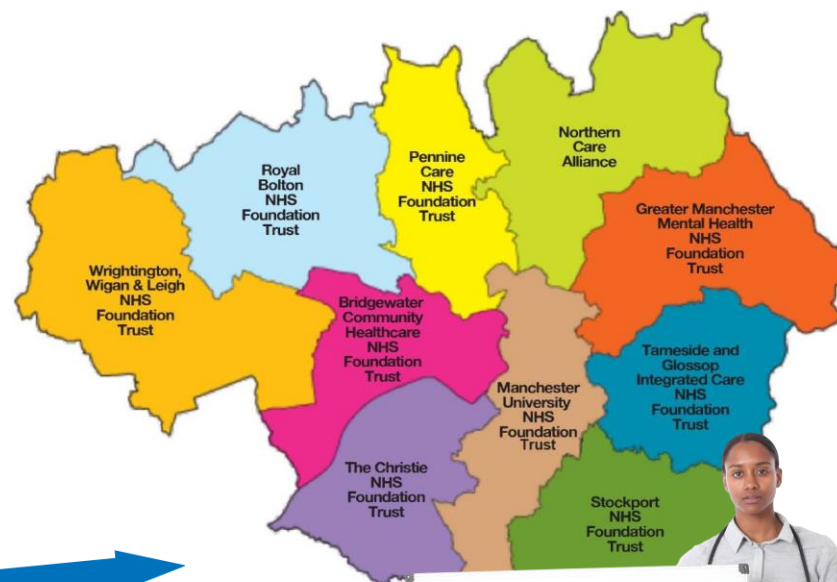 Northern
Care
Alliance
Pennine
Care
NHS
Foundation
Trust
Royal
Bolton
NHS
Foundation
Trust
Greater Manchester
Mental Health
NHS
Foundation
Trust
Wrightington,
Wigan & Leigh
NHS
Foundation
Trust
Bridgewater
Community
Healthcare
NHS
Foundation
Trust
Tameside and
Glossop
Integrated Care
NHS
Foundation
Trust
Manchester
University
NHS
Foundation
Trust
The Christie
NHS
Foundation
Trust
Stockport
NHS
Foundation
Trust